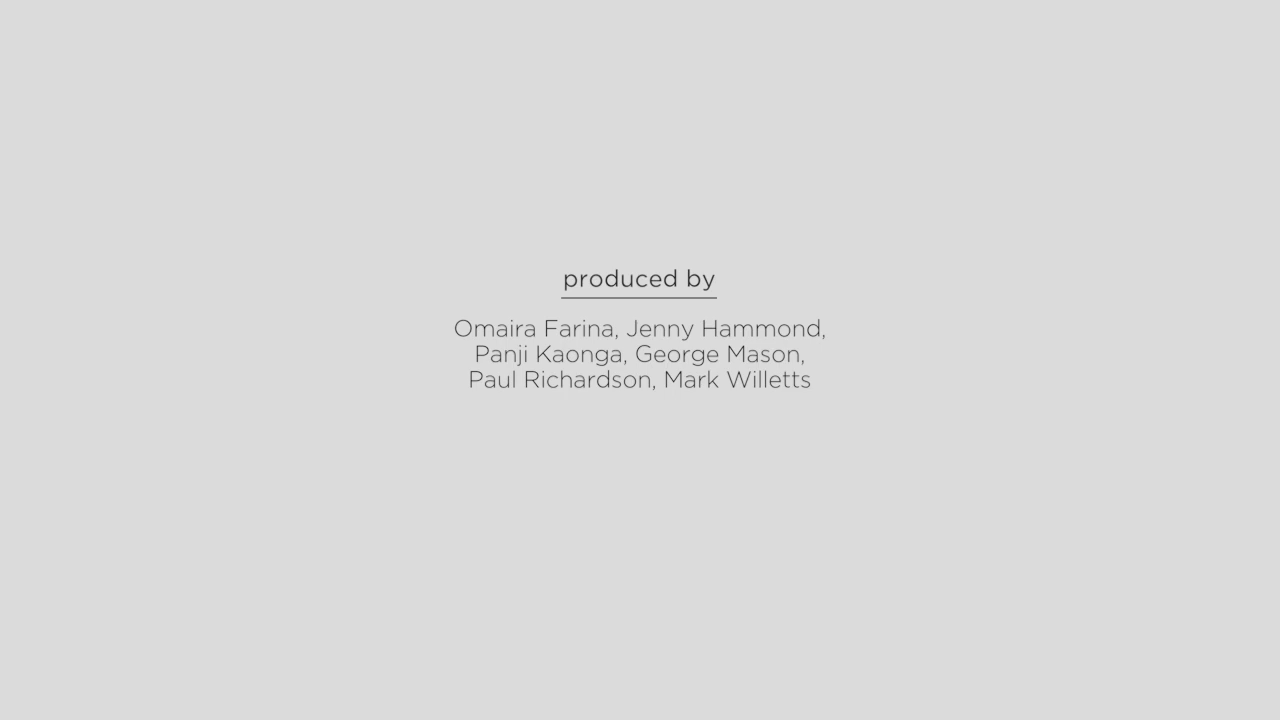 produced by
Omaira Farina, Jenny Hammond,
Panji Kaonga, George Mason,
Paul Richardson, Mark Willetts